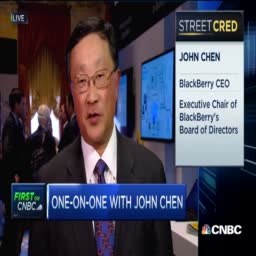 LIVE
STREET CRED
JOHN CHEN
BlackBerry CEO
Executive Chair of
BlackBerry's
Board of Directors
FIRST on
CNBC
ONE-ON-ONE WITH JOHN CHEN
CNBC